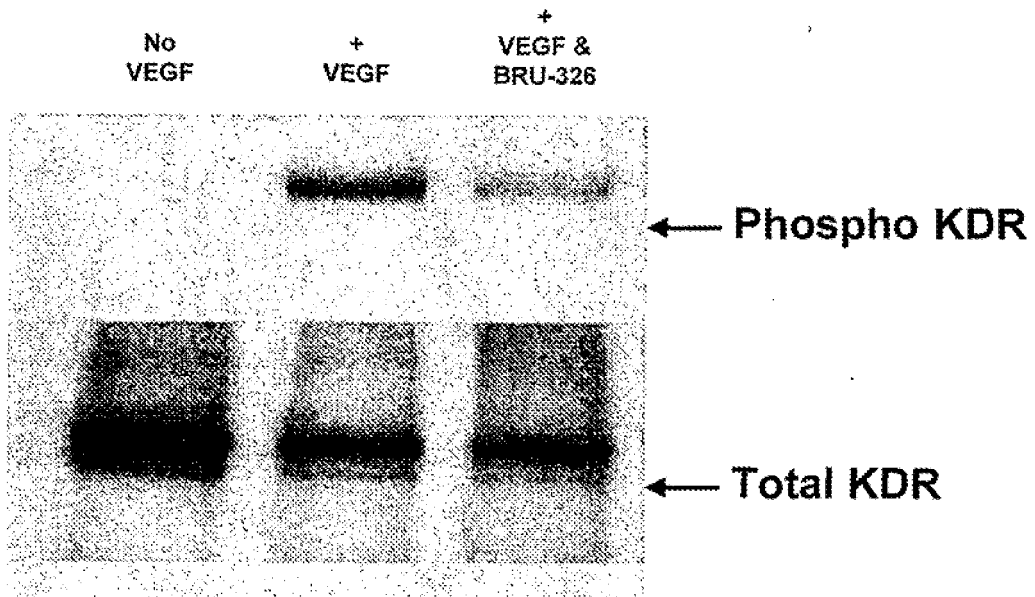 No
VEGF
+
VEGF
+
VEGF &
BRU-326
Phospho KDR
Total KDR